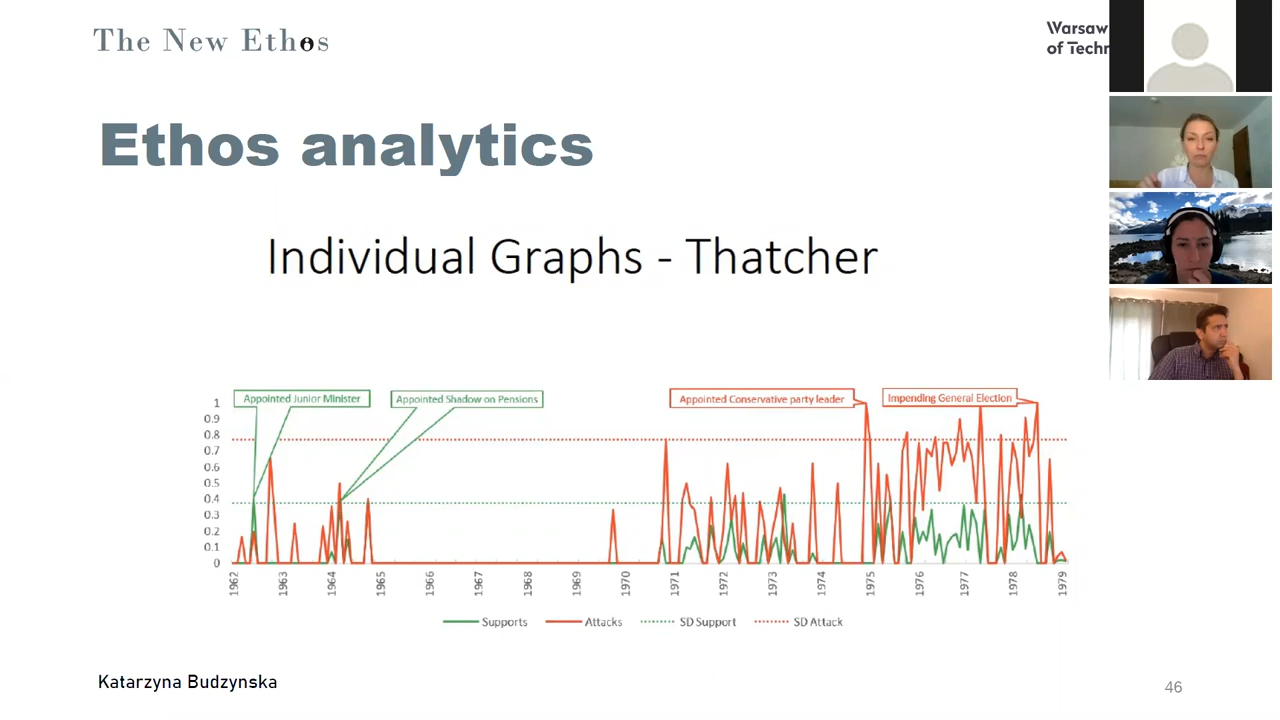 The New Ethos
Warsaw
of Techn
Ethos analytics
Individual Graphs - Thatcher
Appointed Junior Minister
Appointed Shadow on Pensions
Appointed Conservative party leader
Impending General Election
1
0.9
0.8
0.7
0.6
0.5
0.4
0.3
0.2
0.1
0
1962
1963
1964
1965
1966
1967
1968
1969
1970
1971
1972
1973
1974
1975
1976
1977
1978
1979
Supports
Attacks
SD Support
SD Attack
Katarzyna Budzynska
46